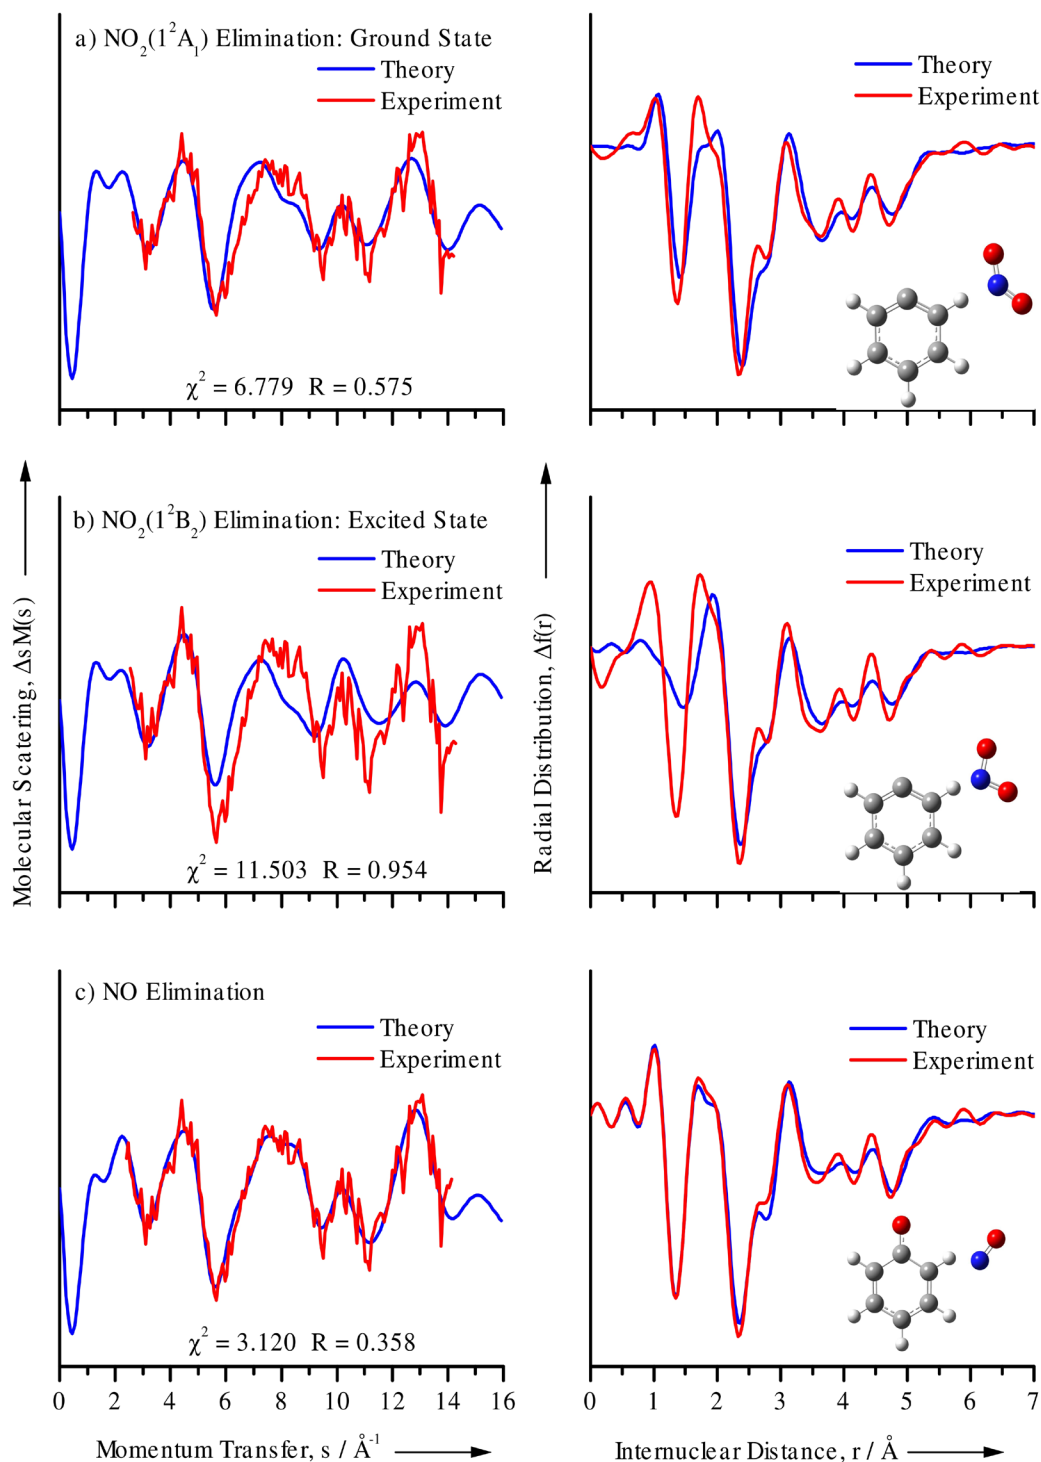 a) NO₂(1²A₁) Elimination: Ground State
Theory
Experiment
χ² = 6.779 R = 0.575
Theory
Experiment
b) NO₂(1²B₂) Elimination: Excited State
Theory
Experiment
χ² = 11.503 R = 0.954
Theory
Experiment
c) NO Elimination
Theory
Experiment
χ² = 3.120 R = 0.358
Theory
Experiment
Molecular Scatering, ΔsM(s)
Radial Distribution, Δf(r)
0 2 4 6 8 10 12 14 16
0 1 2 3 4 5 6 7
Momentum Transfer, s / Å⁻¹
Internuclear Distance, r / Å